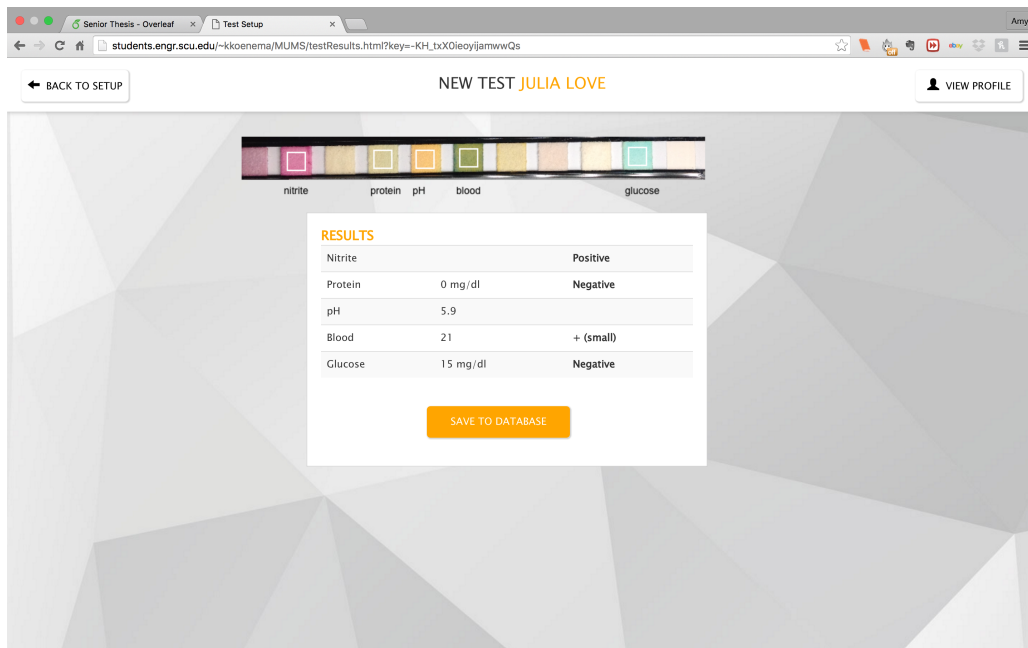 Senior Thesis - Overleaf
Test Setup
Amy
students.engr.scu.edu/~kkoenema/MUMS/testResults.html?key=-KH_txX0ieoyijamwwQs
off
ebay
BACK TO SETUP
NEW TEST JULIA LOVE
VIEW PROFILE
nitrite protein pH blood glucose
RESULTS
Nitrite Positive
Protein 0 mg/dl Negative
pH 5.9
Blood 21 + (small)
Glucose 15 mg/dl Negative
SAVE TO DATABASE